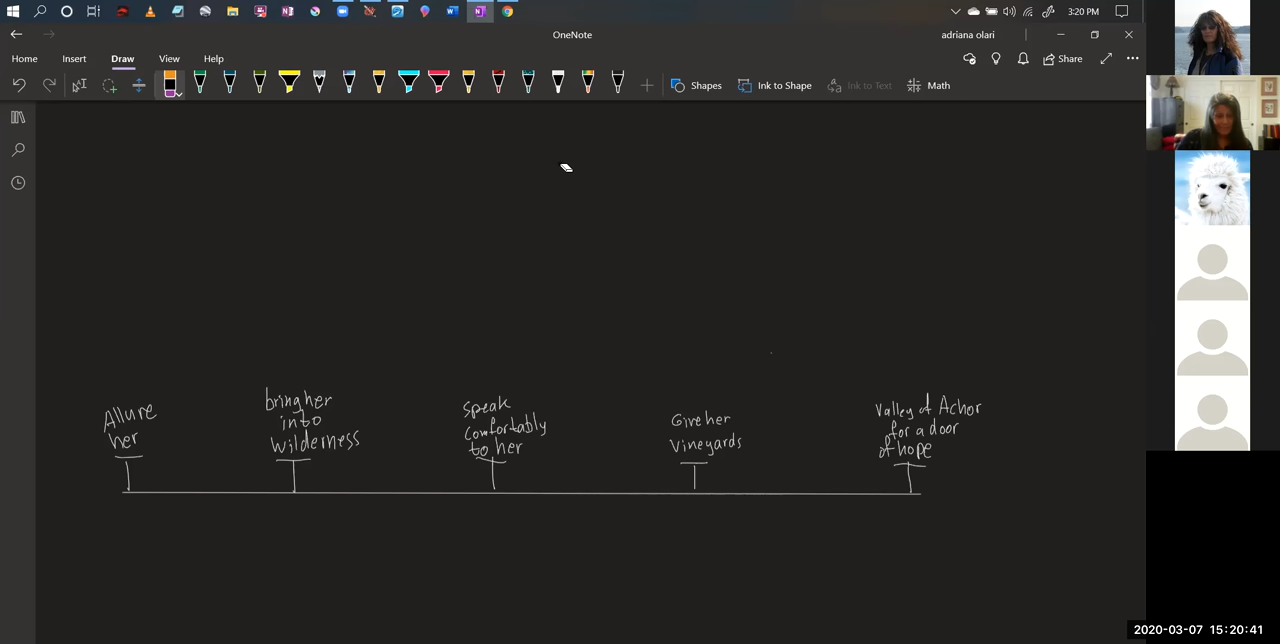 3:20 PM
OneNote
adriana olari
Home
Insert
Draw
View
Help
Share
Shapes
Ink to Shape
Ink to Text
Math
Allure
her
bring her
into
wilderness
speak
comfortably
to her
Give her
Vineyards
Valley of Achor
for a door
of hope
2020-03-07 15:20:41